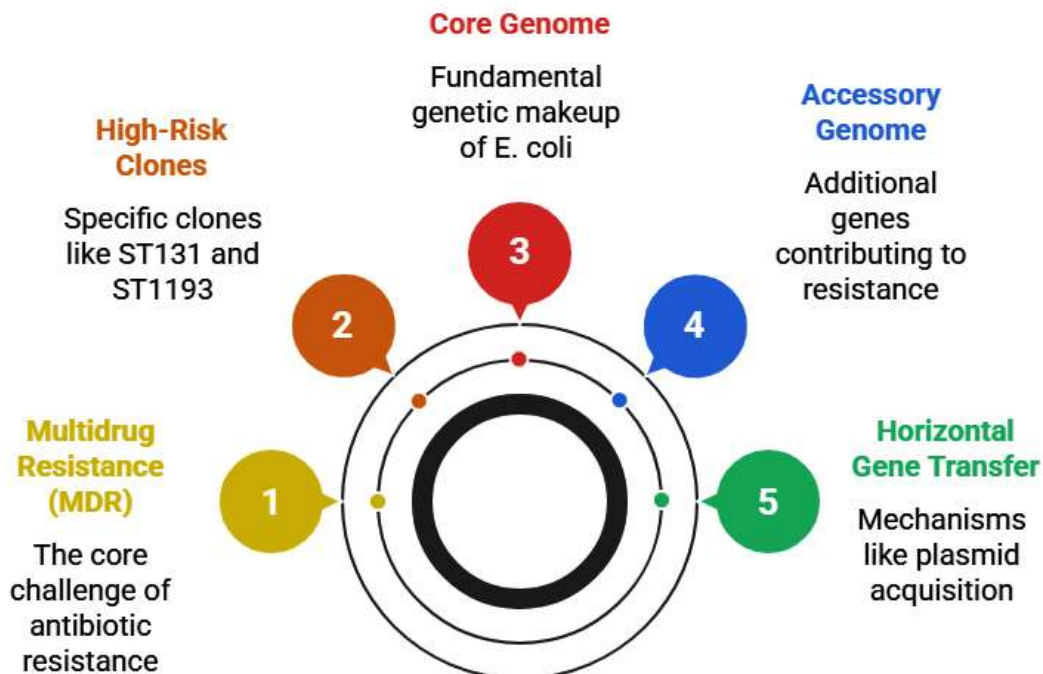 Core Genome
Fundamental
genetic makeup
of E. coli
High-Risk
Clones
Specific clones
like ST131 and
ST1193
Accessory
Genome
Additional
genes
contributing to
resistance
3
2
4
Multidrug
Resistance
(MDR)
The core
challenge of
antibiotic
resistance
1
5
Horizontal
Gene Transfer
Mechanisms
like plasmid
acquisition